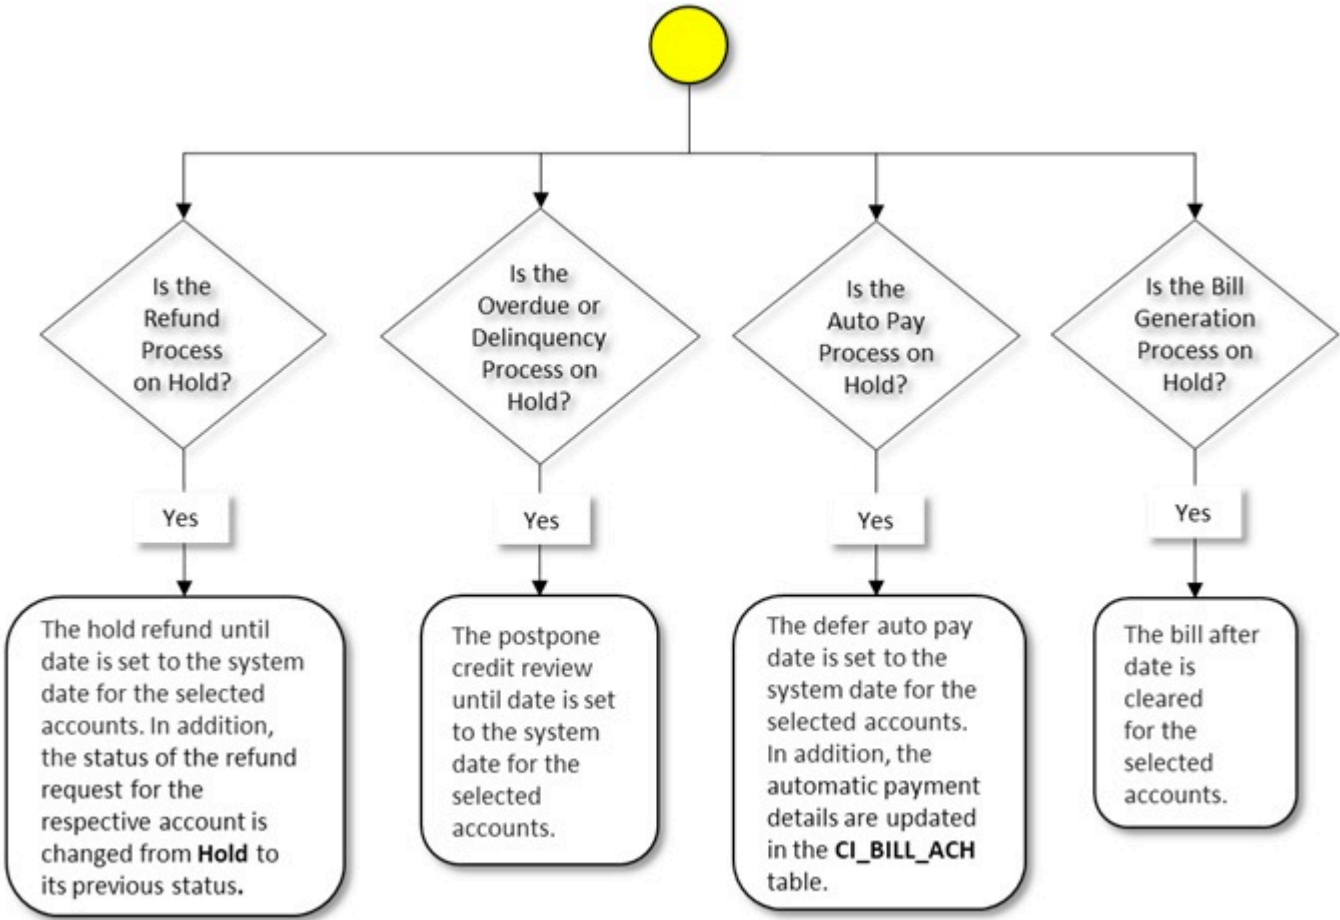 Is the
Refund
Process
on Hold?
Is the
Overdue or
Delinquency
Process on
Hold?
Is the
Auto Pay
Process on
Hold?
Is the Bill
Generation
Process on
Hold?
Yes
Yes
Yes
Yes
The hold refund until
date is set to the system
date for the selected
accounts. In addition,
the status of the refund
request for the
respective account is
changed from Hold to
its previous status.
The postpone
credit review
until date is set
to the system
date for the
selected
accounts.
The defer auto pay
date is set to the
system date for the
selected accounts.
In addition, the
automatic payment
details are updated
in the CI_BILL_ACH
table.
The bill after
date is
cleared
for the
selected
accounts.